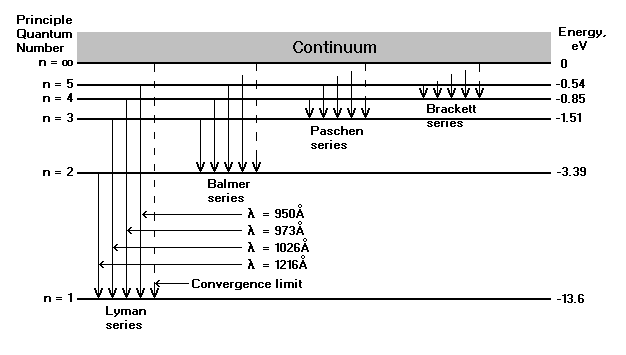 Principle
Quantum
Number
Energy,
eV
Continuum
n = ∞
0
n = 5
-0.54
n = 4
-0.85
Brackett
series
n = 3
-1.51
Paschen
series
n = 2
-3.39
Balmer
series
λ = 950Å
λ = 973Å
λ = 1026Å
λ = 1216Å
Convergence limit
n = 1
-13.6
Lyman
series